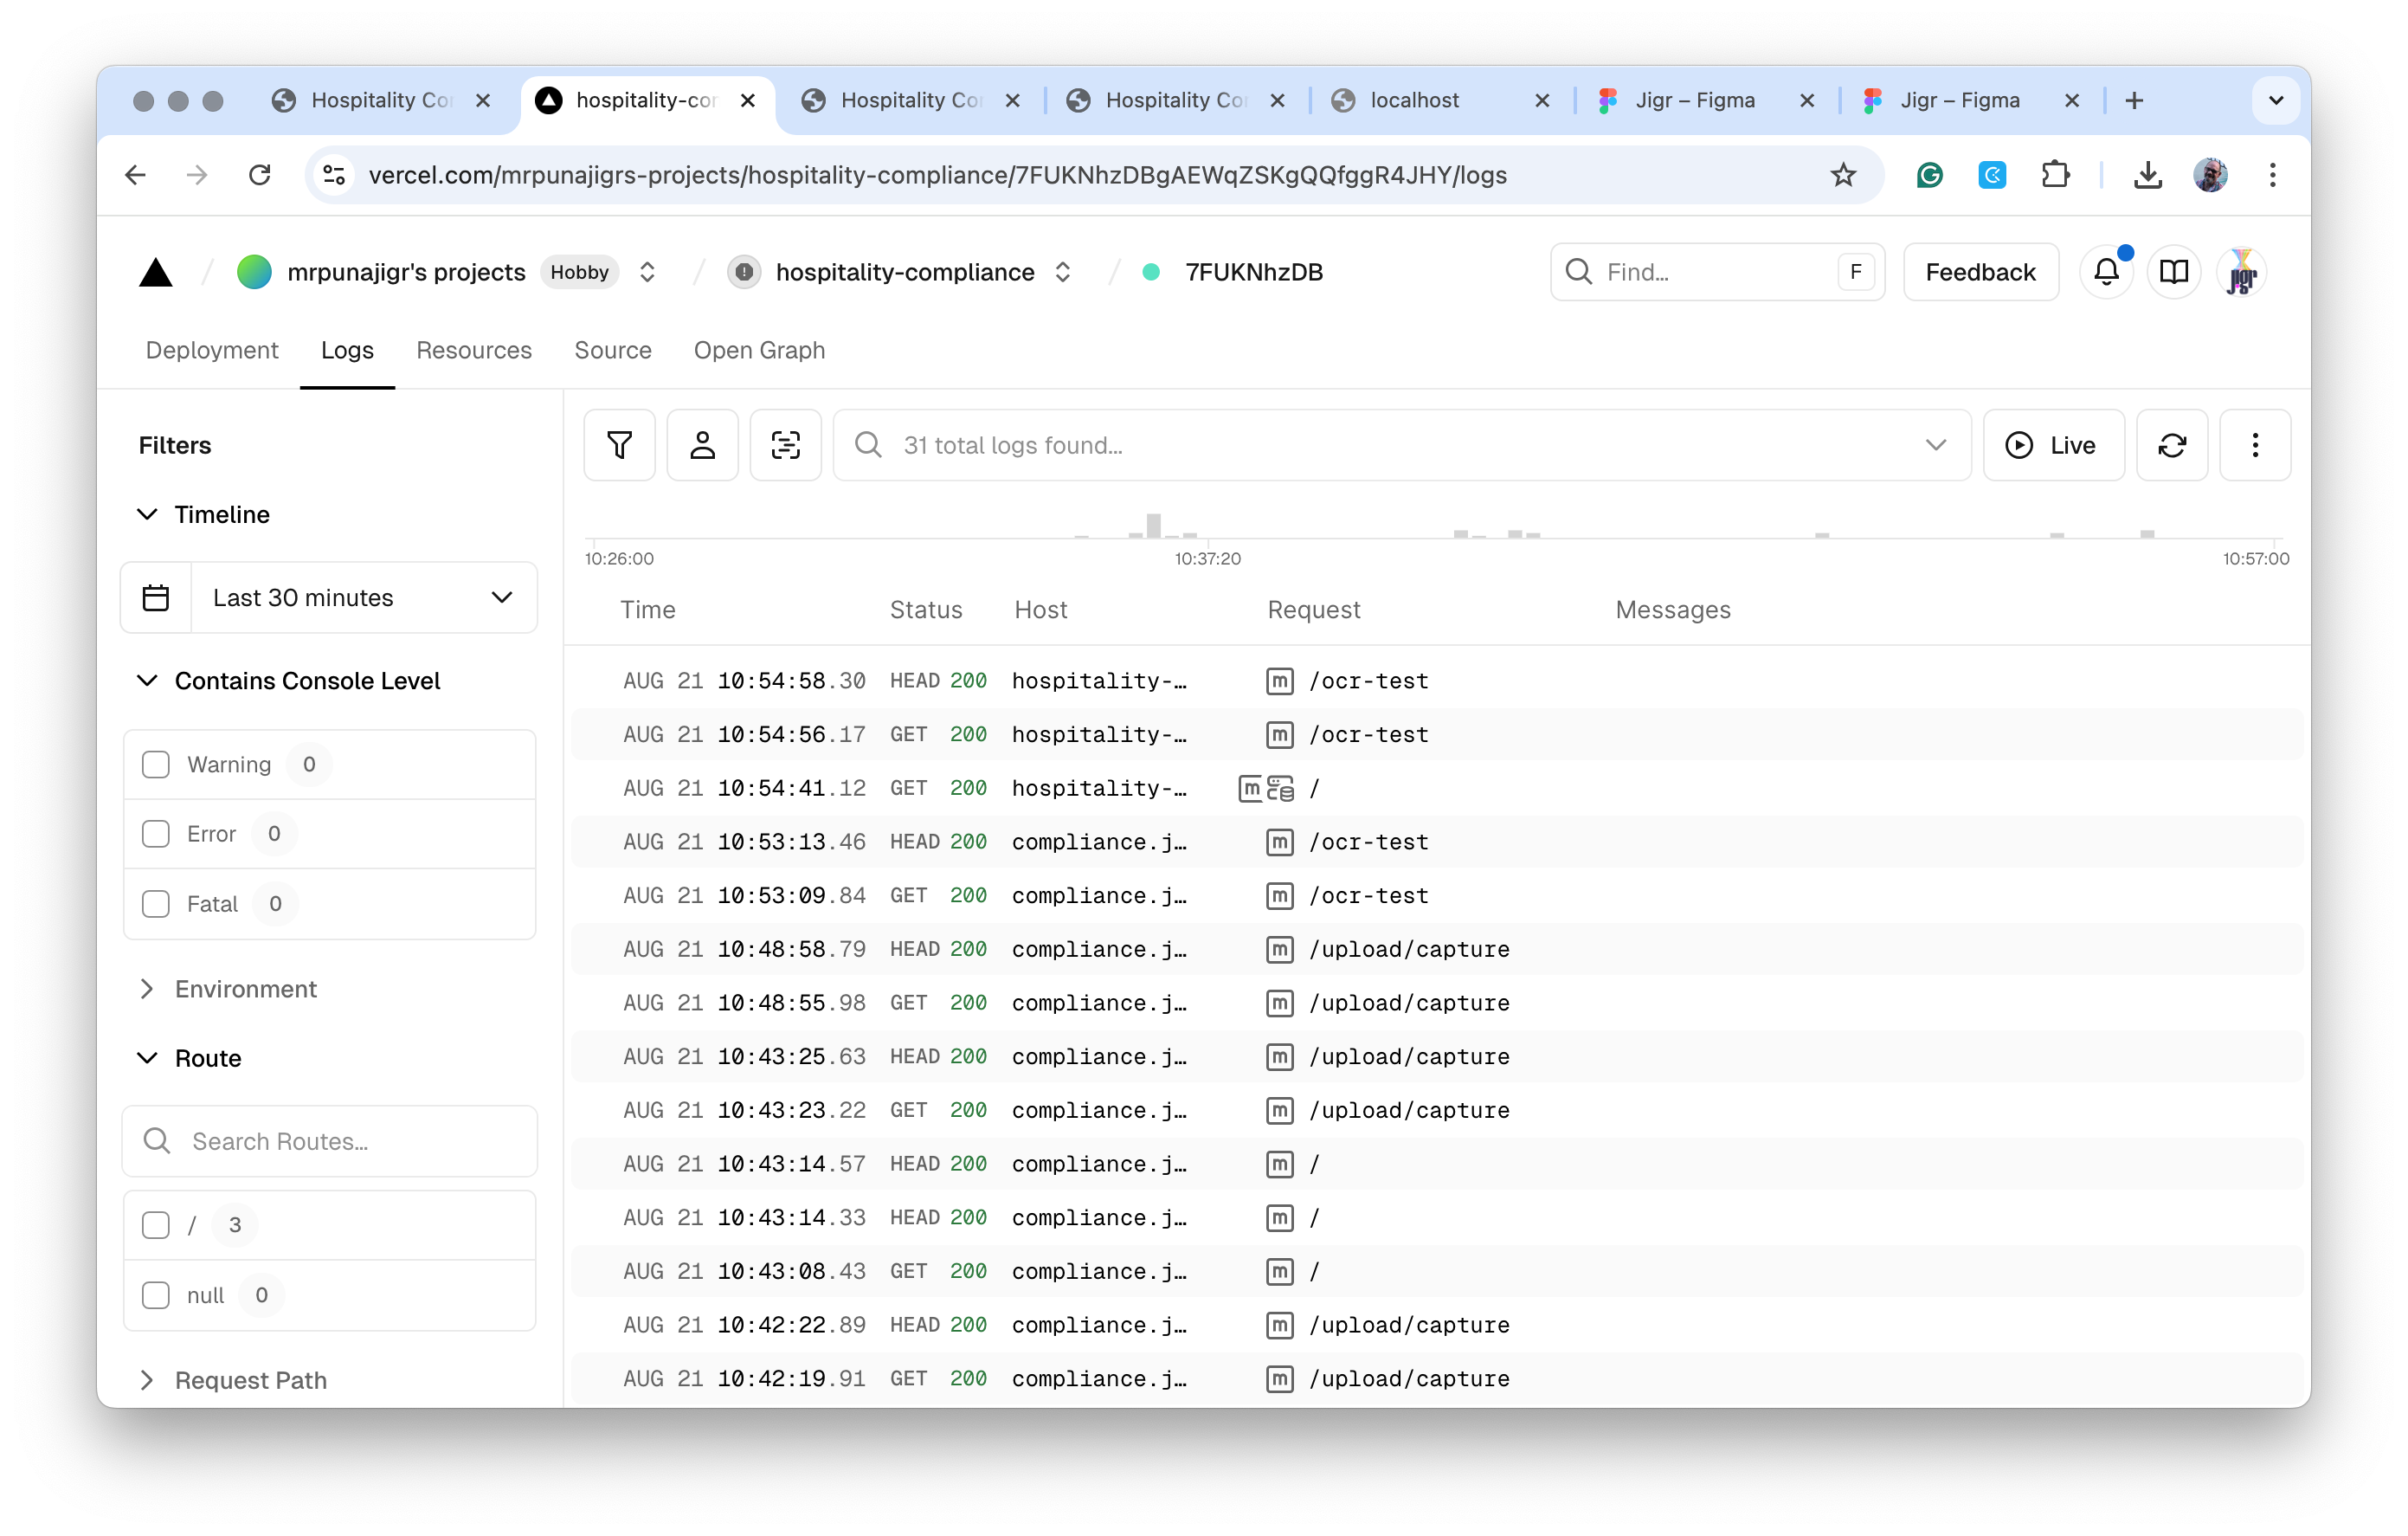 Hospitality Co
hospitality-cor
Hospitality Co
Hospitality Co
localhost
Jigr – Figma
Jigr – Figma
vercel.com/mrpunajigrs-projects/hospitality-compliance/7FUKNhzDBgAEWqZSKgQQfggR4JHY/logs
mrpunajigr's projects Hobby
hospitality-compliance
7FUKNhzDB
Find…
F
Feedback
jigr
Deployment
Logs
Resources
Source
Open Graph
Filters
Timeline
Last 30 minutes
Contains Console Level
Warning 0
Error 0
Fatal 0
Environment
Route
Search Routes…
/ 3
null 0
Request Path
31 total logs found…
Live
10:26:00
10:37:20
10:57:00
Time Status Host Request Messages
AUG 21 10:54:58.30 HEAD 200 hospitality-… m /ocr-test
AUG 21 10:54:56.17 GET 200 hospitality-… m /ocr-test
AUG 21 10:54:41.12 GET 200 hospitality-… m /
AUG 21 10:53:13.46 HEAD 200 compliance.j… m /ocr-test
AUG 21 10:53:09.84 GET 200 compliance.j… m /ocr-test
AUG 21 10:48:58.79 HEAD 200 compliance.j… m /upload/capture
AUG 21 10:48:55.98 GET 200 compliance.j… m /upload/capture
AUG 21 10:43:25.63 HEAD 200 compliance.j… m /upload/capture
AUG 21 10:43:23.22 GET 200 compliance.j… m /upload/capture
AUG 21 10:43:14.57 HEAD 200 compliance.j… m /
AUG 21 10:43:14.33 HEAD 200 compliance.j… m /
AUG 21 10:43:08.43 GET 200 compliance.j… m /
AUG 21 10:42:22.89 HEAD 200 compliance.j… m /upload/capture
AUG 21 10:42:19.91 GET 200 compliance.j… m /upload/capture